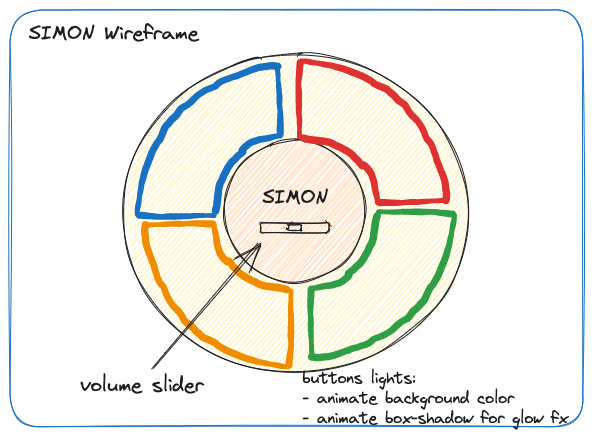 SIMON Wireframe
SIMON
volume slider
buttons lights:
- animate background color
- animate box-shadow for glow fx